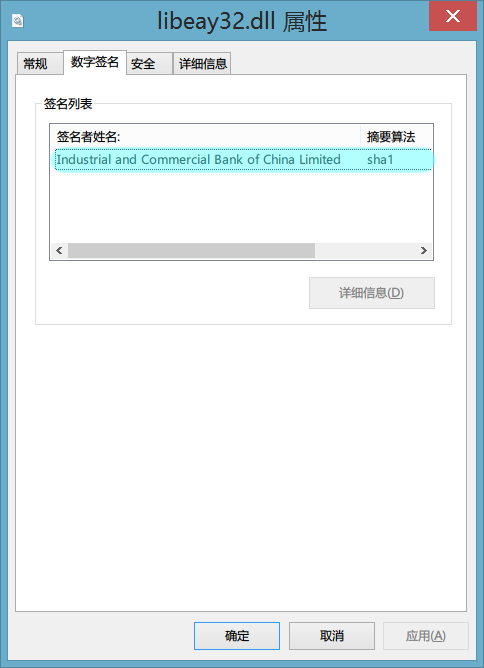 libeay32.dll 属性
常规 数字签名 安全 详细信息
签名列表
签名者姓名: 摘要算法
Industrial and Commercial Bank of China Limited sha1
详细信息(D)
确定 取消 应用(A)